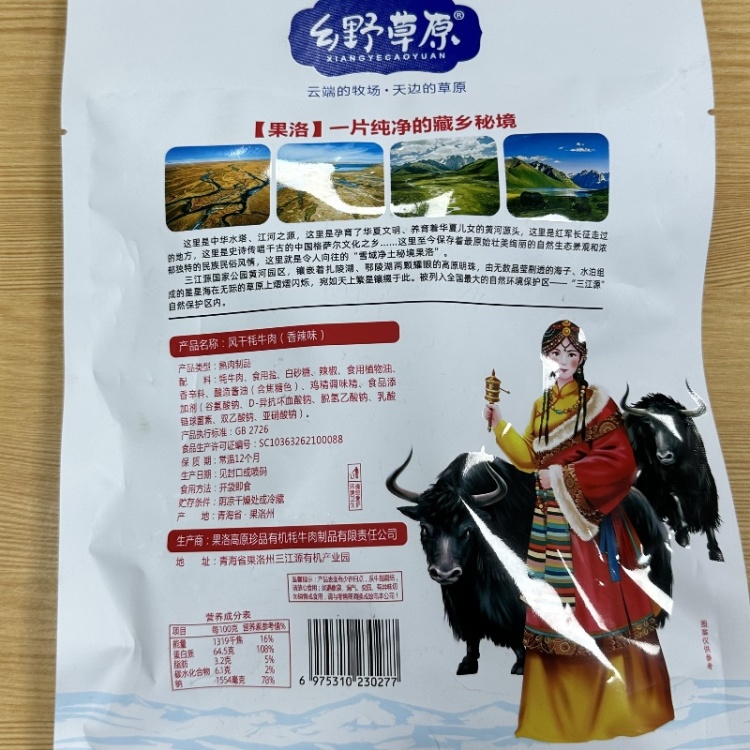 乡野草原®
XIANGYECAOYUAN
云端的牧场·天边的草原
【果洛】一片纯净的藏乡秘境
这里是中华水塔、江河之源，这里是孕育了华夏文明、养育着华夏儿女的黄河源头，这里是红军长征走过
的地方，这里是史诗传唱千古的中国格萨尔文化之乡……这里至今保存着最原始壮美绚丽的自然生态景观和浓
郁独特的民族民俗风情，这里就是令人向往的“雪域净土秘境果洛”。
三江源国家公园黄河园区，镶嵌着扎陵湖、鄂陵湖两颗耀眼的高原明珠，由无数晶莹剔透的海子、水泊组
成的星星海在无际的草原上熠熠闪烁，宛如天上繁星镶缀于此。被列入全国最大的自然环境保护区——“三江源”
自然保护区内。
产品名称：风干牦牛肉（香辣味）
产品类型：熟肉制品
配 料：牦牛肉、食用盐、白砂糖、辣椒、食用植物油、
香辛料、酿造酱油（含焦糖色）、鸡精调味精、食品添
加剂（谷氨酸钠、D-异抗坏血酸钠、脱氢乙酸钠、乳酸
链球菌素、双乙酸钠、亚硝酸钠）。
产品执行标准：GB 2726
食品生产许可证编号：SC10363262100088
保 质 期：常温12个月
生产日期：见封口或喷码
食用方法：开袋即食
贮存条件：阴凉干燥处或冷藏
产 地：青海省·果洛州
生产商：果洛高原珍品有机牦牛肉制品有限责任公司
地 址：青海省果洛州三江源有机产业园
营养成分表
项目 每100克 营养素参考值%
能量 1319千焦 16%
蛋白质 64.5克 108%
脂肪 3.2克 5%
碳水化合物 6.1克 2%
钠 1554毫克 78%
6 975310 230277
图案仅供参考